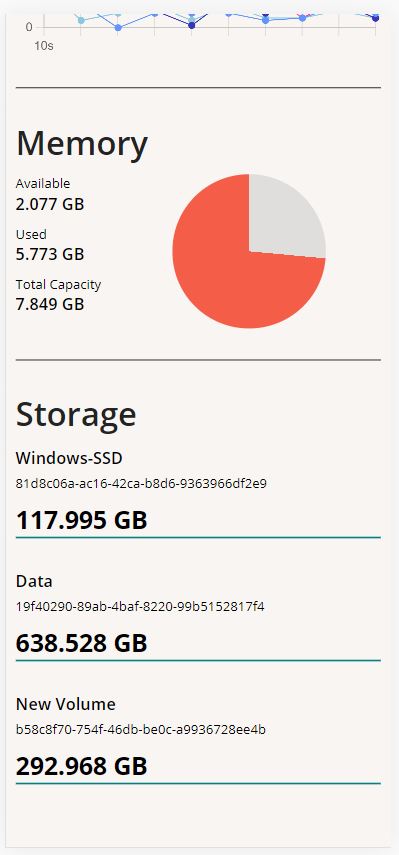 0
10s
Memory
Available
2.077 GB
Used
5.773 GB
Total Capacity
7.849 GB
Storage
Windows-SSD
81d8c06a-ac16-42ca-b8d6-9363966df2e9
117.995 GB
Data
19f40290-89ab-4baf-8220-99b5152817f4
638.528 GB
New Volume
b58c8f70-754f-46db-be0c-a9936728ee4b
292.968 GB